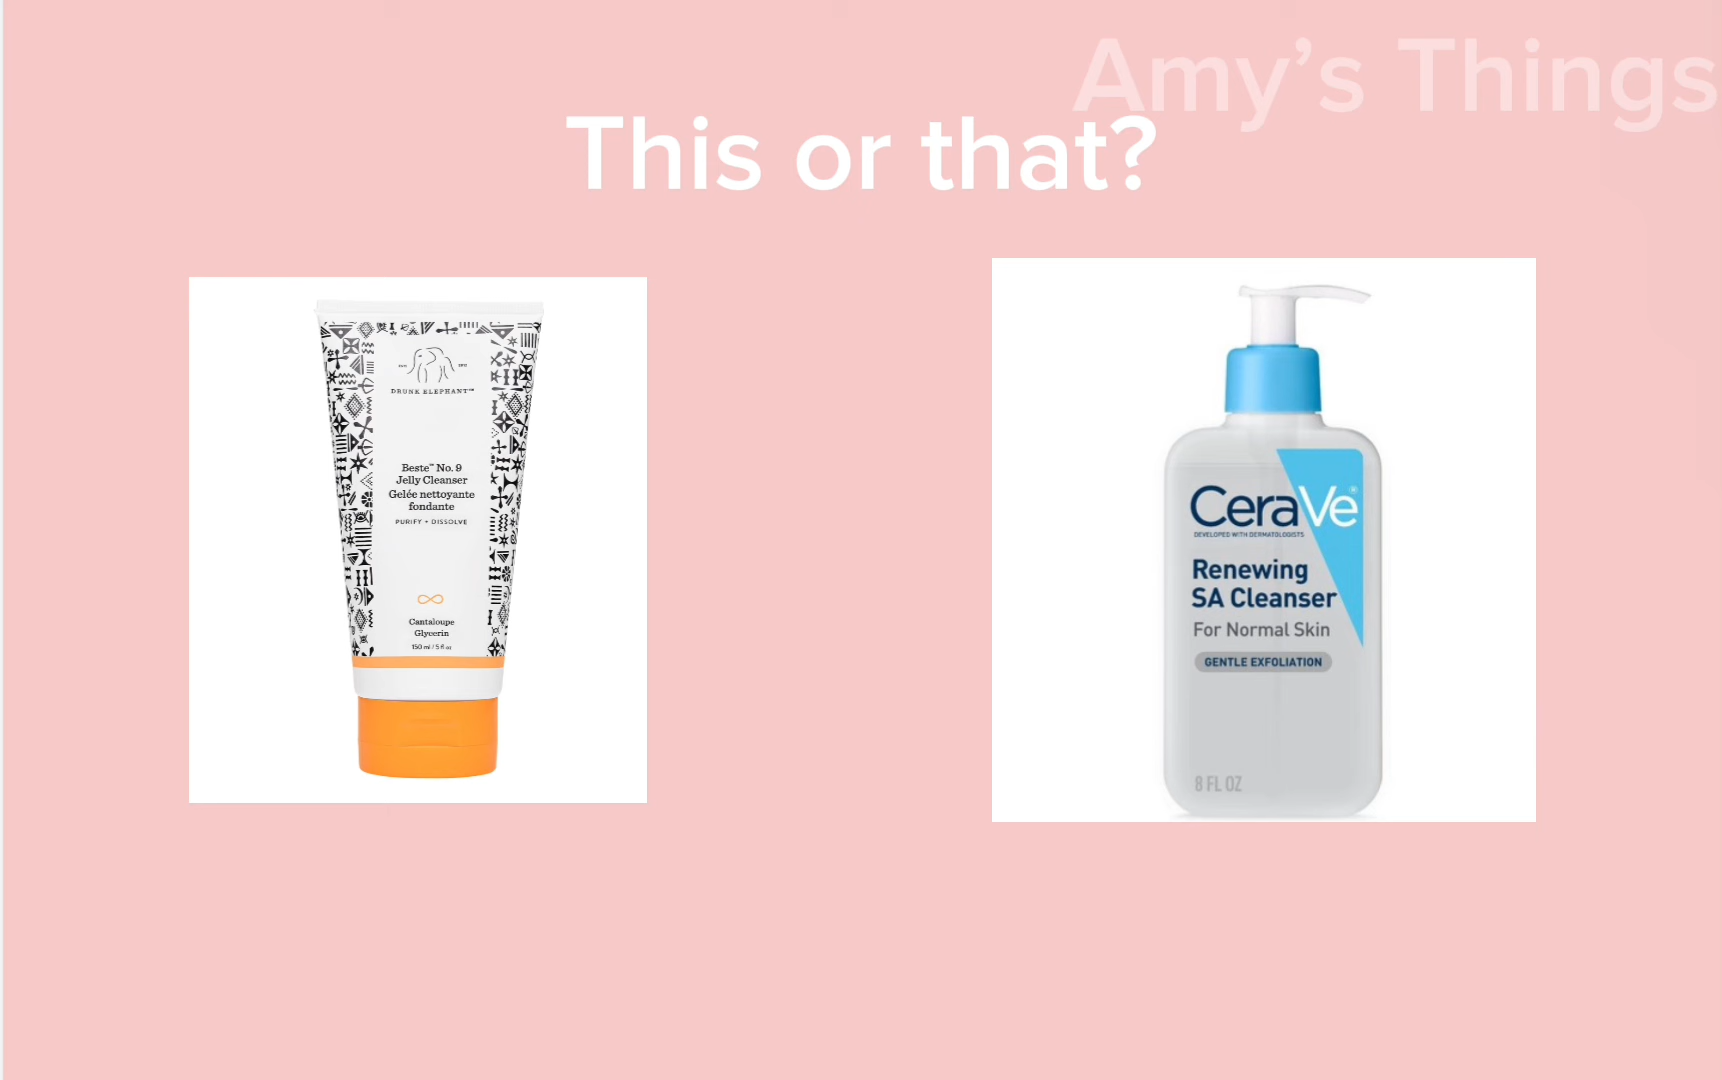 Amy’s Things
This or that?
DRUNK ELEPHANT™
Beste™ No. 9
Jelly Cleanser
Gelée nettoyante
fondante
PURIFY + DISSOLVE
Cantaloupe
Glycerin
150 ml / 5 fl oz
CeraVe®
DEVELOPED WITH DERMATOLOGISTS
Renewing
SA Cleanser
For Normal Skin
GENTLE EXFOLIATION
8 FL OZ